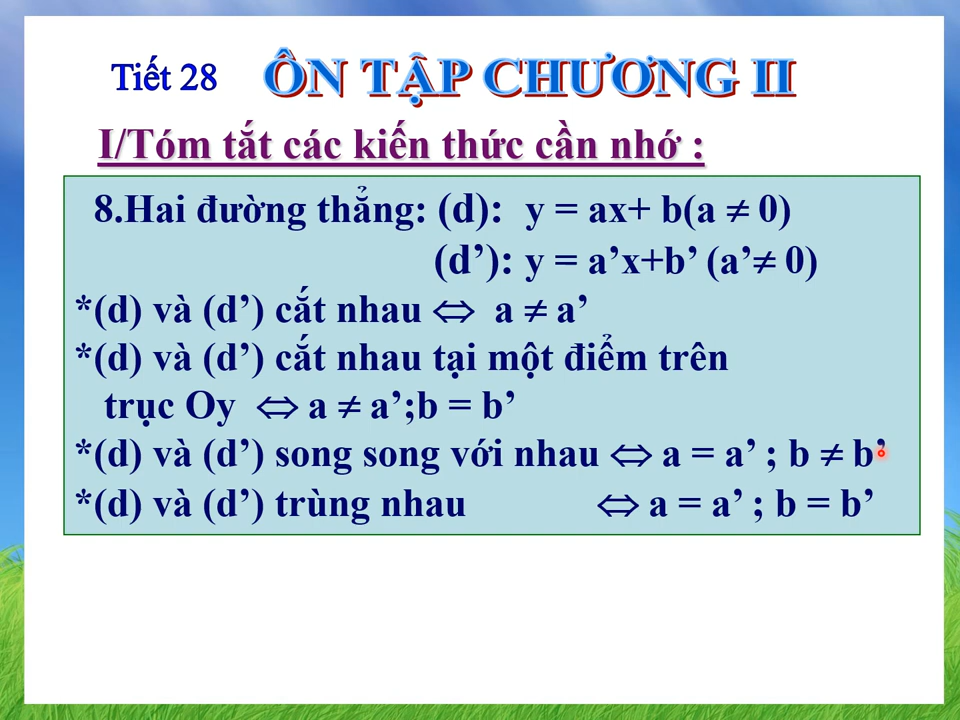 Tiết 28 ÔN TẬP CHƯƠNG II
I/Tóm tắt các kiến thức cần nhớ :
8.Hai đường thẳng: (d): y = ax+ b(a ≠ 0)
(d’): y = a’x+b’ (a’≠ 0)
*(d) và (d’) cắt nhau ⇔ a ≠ a’
*(d) và (d’) cắt nhau tại một điểm trên
trục Oy ⇔ a ≠ a’;b = b’
*(d) và (d’) song song với nhau ⇔ a = a’ ; b ≠ b’
*(d) và (d’) trùng nhau ⇔ a = a’ ; b = b’